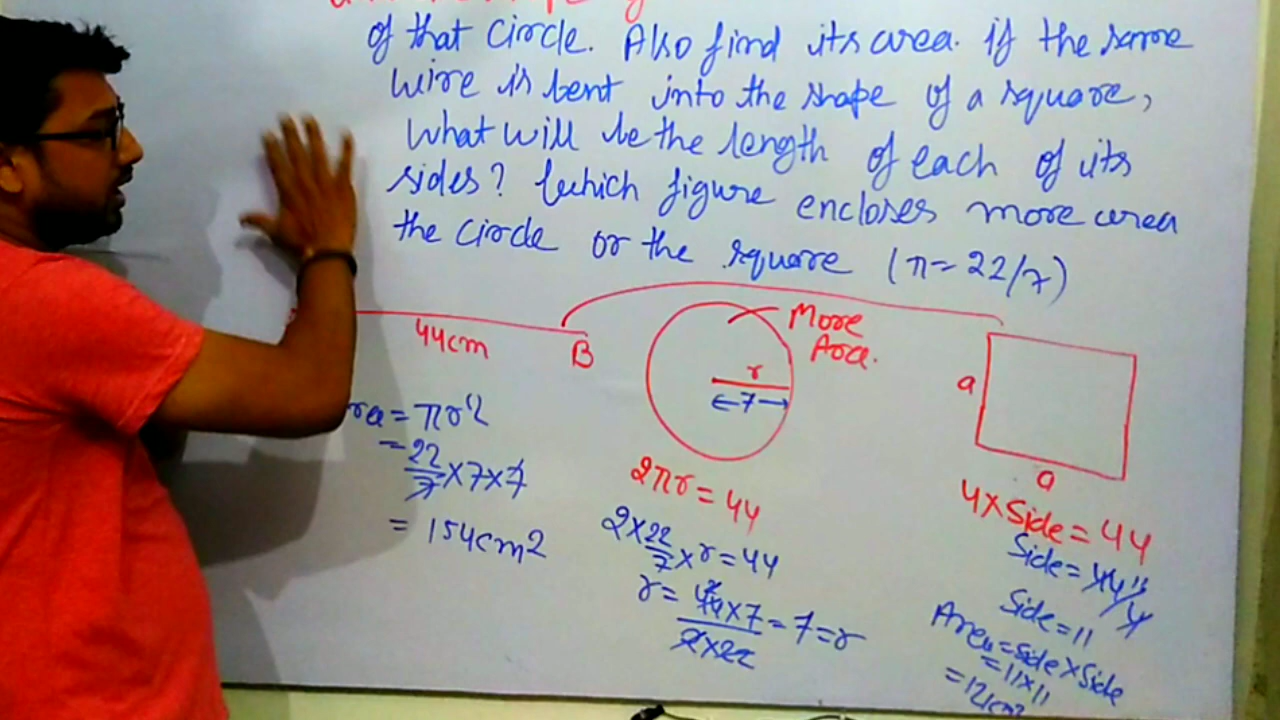 of that circle. Also find its area. if the same
wire is bent into the shape of a square,
What will be the length of each of its
sides? Which figure encloses more area
the circle or the square (π = 22/7)
44cm
B
More
Area.
r
←7→
a
a
= πr²
= 22/7 × 7 × 7
= 154cm2
2πr = 44
2 × 22/7 × r = 44
r = 44 × 7 / 2 × 22 = 7 = r
4 × Side = 44
Side = 44/4 11
Side = 11
Area = Side × Side
= 11 × 11
= 121cm2